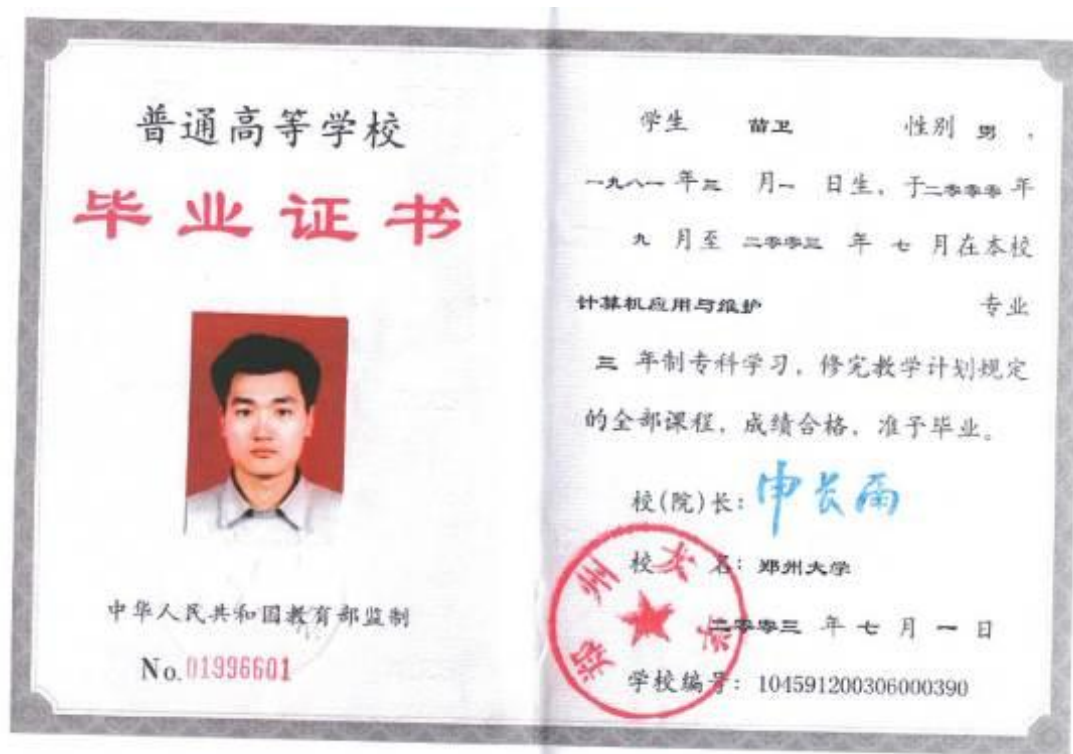 普通高等学校
毕业证书
中华人民共和国教育部监制
No.01996601
学生 苗卫 性别 男，
一九八一 年三 月一 日生，于二零零零 年
九 月至 二零零三 年 七 月在本校
计算机应用与维护 专业
三 年制专科学习，修完教学计划规定
的全部课程，成绩合格，准予毕业。
校(院)长：申长雨
校 名：郑州大学
二零零三 年 七 月 一 日
学校编号：104591200306000390
郑州大学